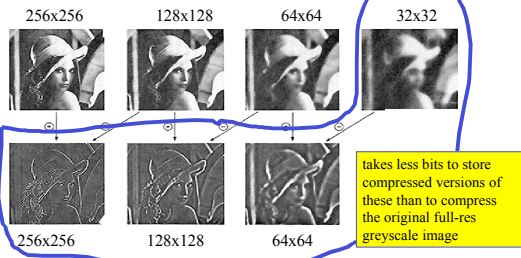 256x256 128x128 64x64 32x32
+ − + − + −
takes less bits to store
compressed versions of
these than to compress
the original full-res
greyscale image
256x256 128x128 64x64